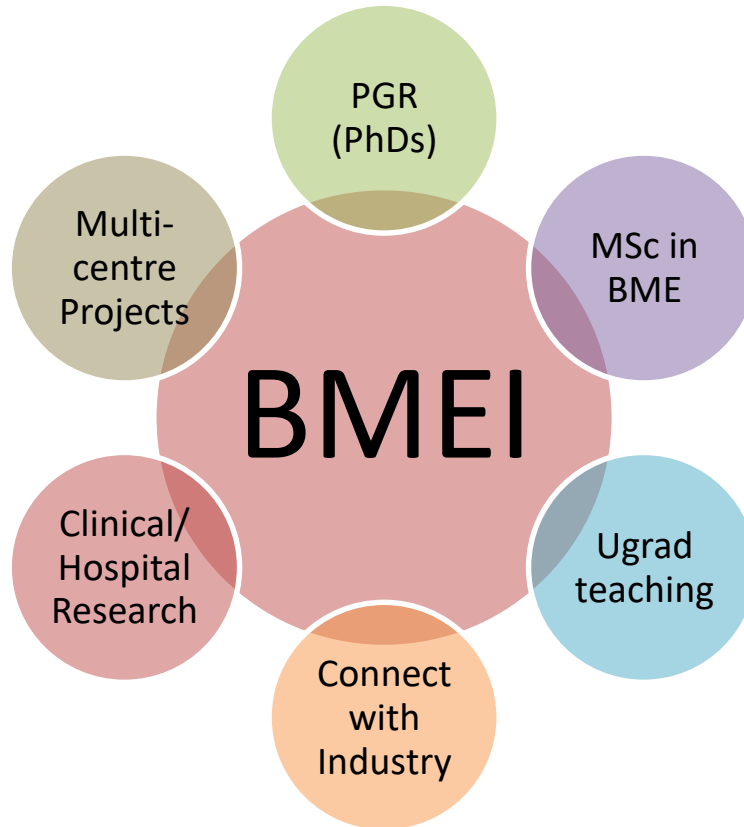 PGR
(PhDs)
Multi-
centre
Projects
MSc in
BME
BMEI
Clinical/
Hospital
Research
Ugrad
teaching
Connect
with
Industry